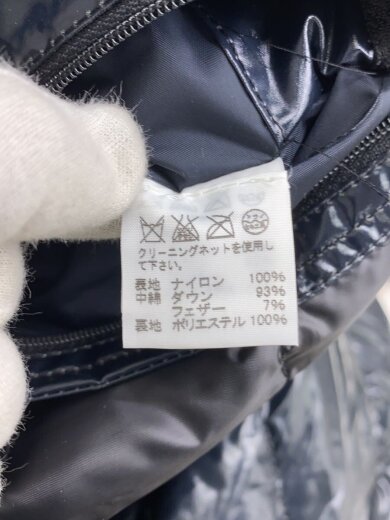 クリーニングネットを使用し
て下さい。
表地 ナイロン 100%
中綿 ダウン 93%
フェザー 7%
裏地 ポリエステル 100%